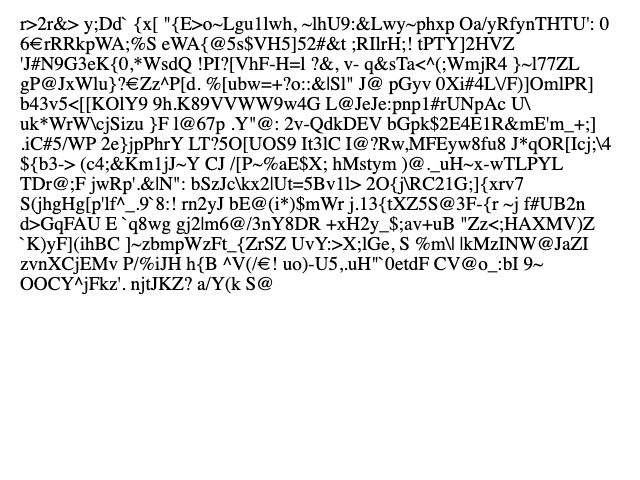 r>2r&> y;Dd` {x[ "{E>o~Lgu1lwh, ~lhU9:&Lwy~phxp Oa/yRfynTHTU': 0
6€rRRkpWA;%S eWA{@5s$VH5]52#&t ;RIlrH;! tPTY]2HVZ
'J#N9G3eK{0,*WsdQ !PI?[VhF-H=l ?&, v- q&sTa<^(;WmjR4 }~l77ZL
gP@JxWlu}?€Zz^P[d. %[ubw=+?o::&|Sl" J@ pGyv 0Xi#4L\/F)]OmlPR]
b43v5<[[KOlY9 9h.K89VVWW9w4G L@JeJe:pnp1#rUNpAc U\
uk*WrW\cjSizu }F l@67p .Y"@: 2v-QdkDEV bGpk$2E4E1R&mE'm_+;]
.iC#5/WP 2e}jpPhrY LT?5O[UOS9 It3lC I@?Rw,MFEyw8fu8 J*qOR[Icj;\4
${b3-> (c4;&Km1jJ~Y CJ /[P~%aE$X; hMstym )@._uH~x-wTLPYL
TDr@;F jwRp'.&|N": bSzJc\kx2|Ut=5Bv1l> 2O{j\RC21G;]{xrv7
S(jhgHg[p'lf^_.9`8:! rn2yJ bE@(i*)$mWr j.13{tXZ5S@3F-{r ~j f#UB2n
d>GqFAU E `q8wg gj2|m6@/3nY8DR +xH2y_$;av+uB "Zz<;HAXMV)Z
`K)yF](ihBC ]~zbmpWzFt_{ZrSZ UvY:>X;lGe, S %m\| |kMzINW@JaZI
zvnXCjEMv P/%iJH h{B ^V(/€! uo)-U5,.uH"`0etdF CV@o_:bI 9~
OOCY^jFkz'. njtJKZ? a/Y(k S@